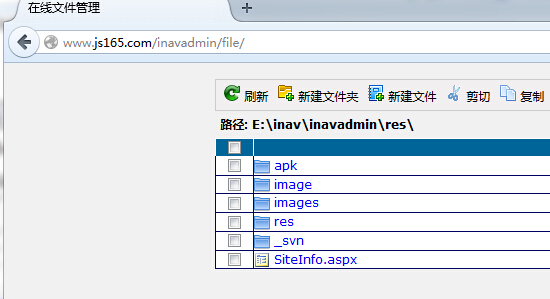 在线文件管理
www.js165.com/inavadmin/file/
刷新 新建文件夹 新建文件 剪切 复制
路径: E:\inav\inavadmin\res\
apk
image
images
res
_svn
SiteInfo.aspx